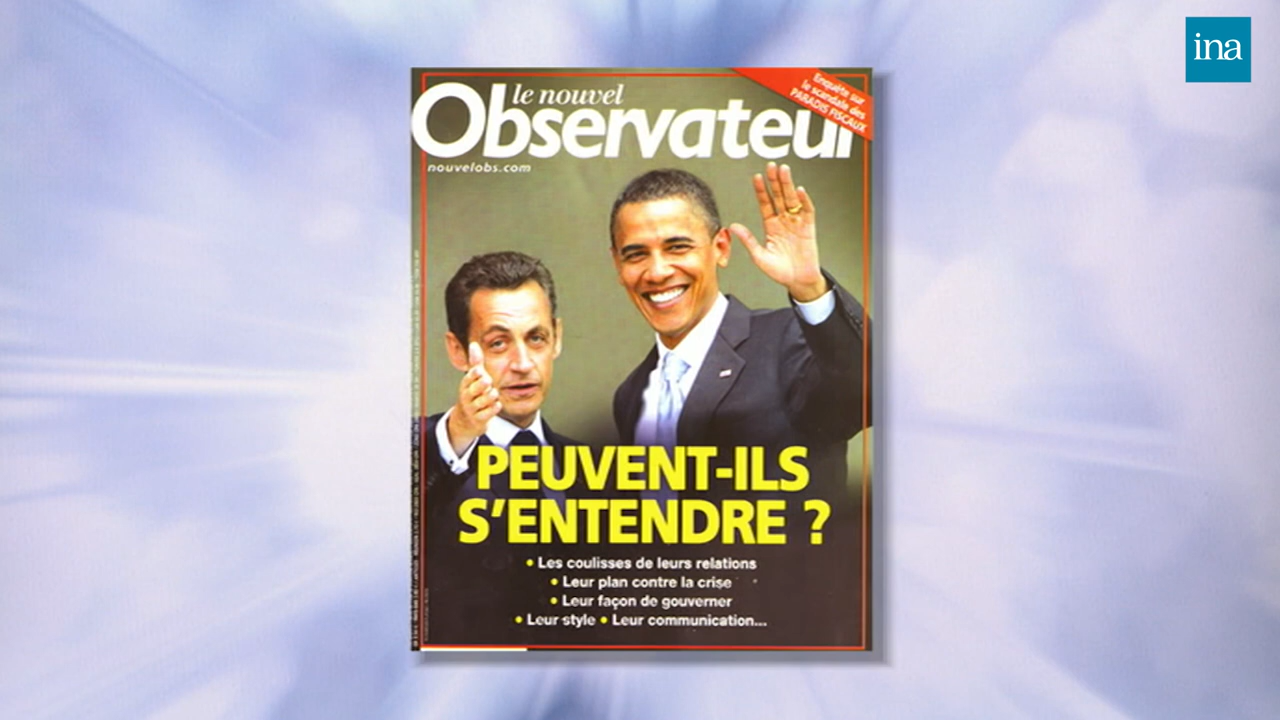 ina
Enquête sur
le scandale des
PARADIS FISCAUX
le nouvel
Observateur
nouvelobs.com
PEUVENT-ILS
S'ENTENDRE ?
• Les coulisses de leurs relations
• Leur plan contre la crise
• Leur façon de gouverner
• Leur style • Leur communication...